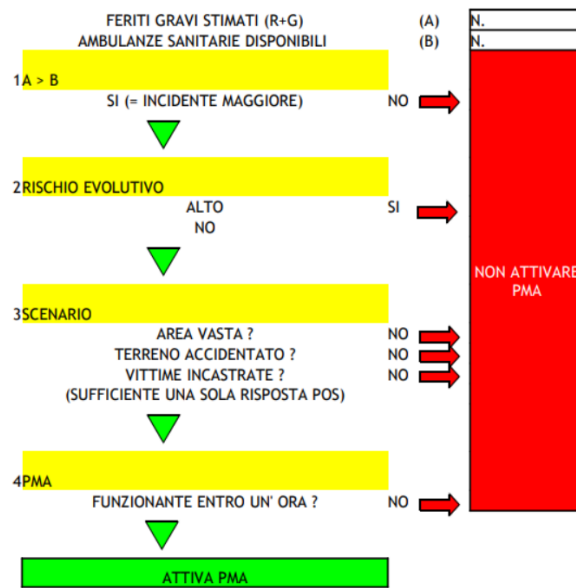 FERITI GRAVI STIMATI (R+G) (A) N.
AMBULANZE SANITARIE DISPONIBILI (B) N.
1A > B
SI (= INCIDENTE MAGGIORE) NO
2RISCHIO EVOLUTIVO
ALTO SI
NO
NON ATTIVARE
PMA
3SCENARIO
AREA VASTA ? NO
TERRENO ACCIDENTATO ? NO
VITTIME INCASTRATE ? NO
(SUFFICIENTE UNA SOLA RISPOSTA POS)
4PMA
FUNZIONANTE ENTRO UN' ORA ? NO
ATTIVA PMA